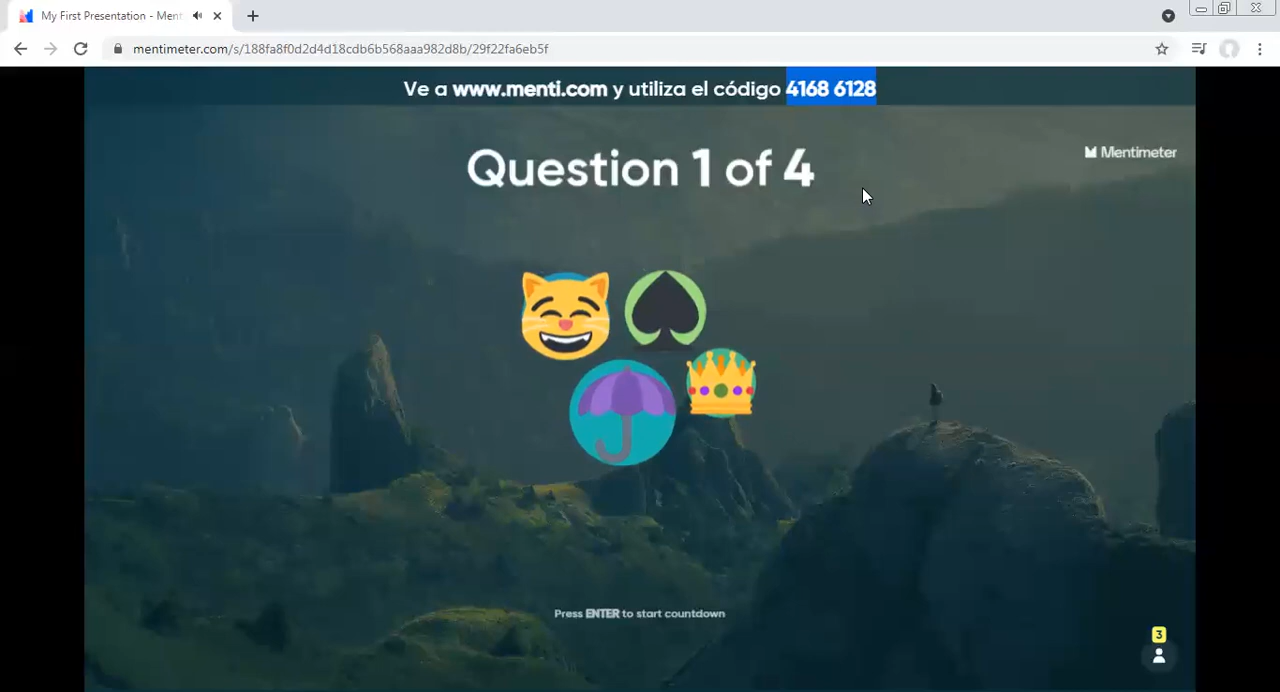 My First Presentation - Ment
mentimeter.com/s/188fa8f0d2d4d18cdb6b568aaa982d8b/29f22fa6eb5f
Ve a www.menti.com y utiliza el código 4168 6128
Mentimeter
Question 1 of 4
Press ENTER to start countdown
3